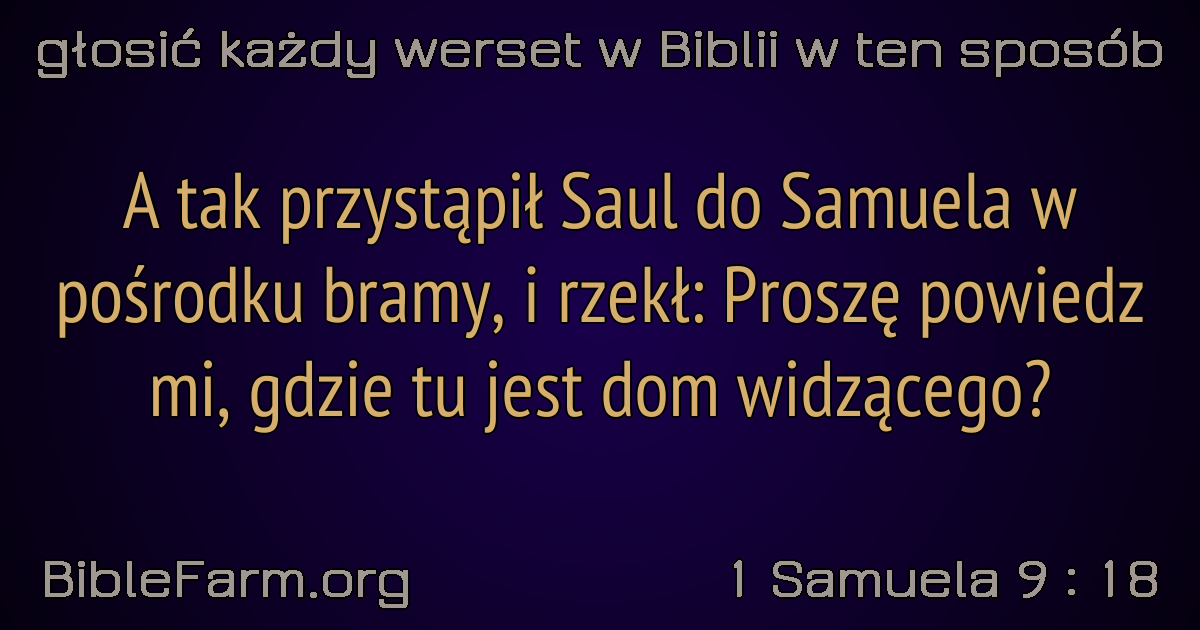 głosić każdy werset w Biblii w ten sposób
A tak przystąpił Saul do Samuela w
pośrodku bramy, i rzekł: Proszę powiedz
mi, gdzie tu jest dom widzącego?
BibleFarm.org
1 Samuela 9 : 18